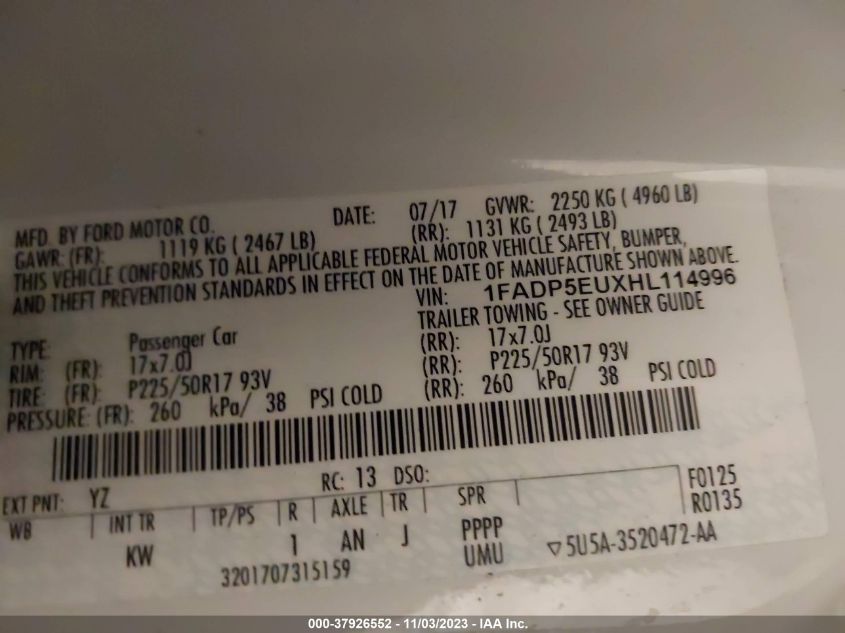 MFD. BY FORD MOTOR CO. DATE: 07/17 GVWR: 2250 KG ( 4960 LB)
GAWR: (FR): 1119 KG ( 2467 LB) (RR): 1131 KG ( 2493 LB)
THIS VEHICLE CONFORMS TO ALL APPLICABLE FEDERAL MOTOR VEHICLE SAFETY, BUMPER,
AND THEFT PREVENTION STANDARDS IN EFFECT ON THE DATE OF MANUFACTURE SHOWN ABOVE.
VIN: 1FADP5EUXHL114996
TYPE: Passenger Car TRAILER TOWING - SEE OWNER GUIDE
RIM: (FR): 17x7.0J (RR): 17x7.0J
TIRE: (FR): P225/50R17 93V (RR): P225/50R17 93V
PRESSURE: (FR): 260 kPa/ 38 PSI COLD (RR): 260 kPa/ 38 PSI COLD
EXT PNT: YZ RC: 13 DSO: F0125
WB INT TR TP/PS R AXLE TR SPR R0135
KW 1 AN J PPPP
UMU ▽5U5A-3520472-AA
3201707315159
000-37926552 - 11/03/2023 - IAA Inc.